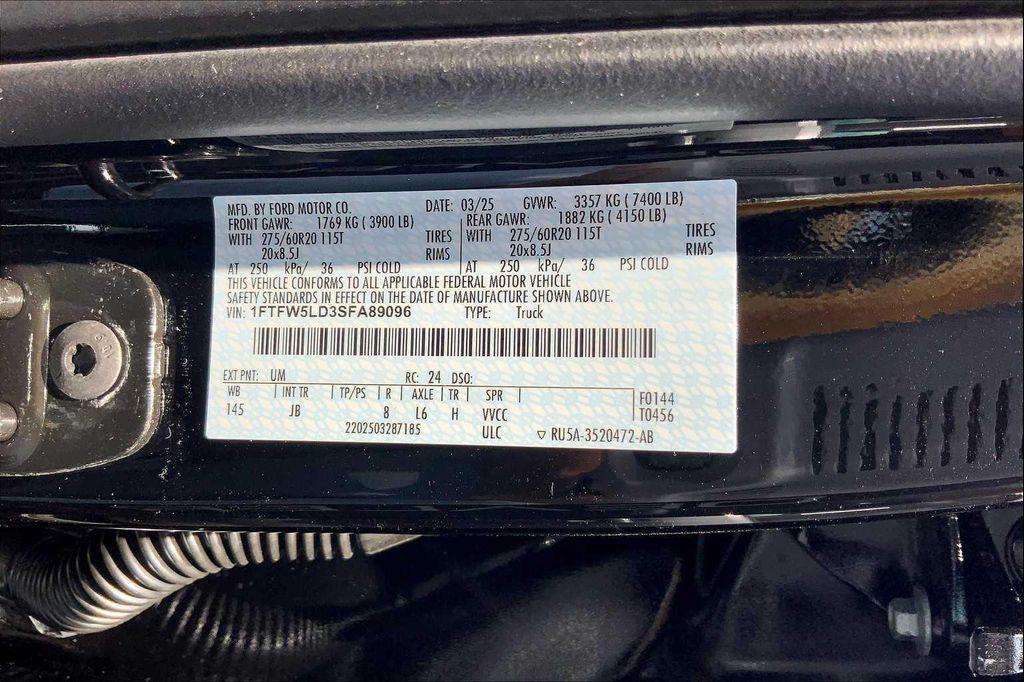 MFD. BY FORD MOTOR CO. DATE: 03/25 GVWR: 3357 KG ( 7400 LB)
FRONT GAWR: 1769 KG ( 3900 LB) REAR GAWR: 1882 KG ( 4150 LB)
WITH 275/60R20 115T TIRES WITH 275/60R20 115T TIRES
20x8.5J RIMS 20x8.5J RIMS
AT 250 kPa/ 36 PSI COLD AT 250 kPa/ 36 PSI COLD
THIS VEHICLE CONFORMS TO ALL APPLICABLE FEDERAL MOTOR VEHICLE
SAFETY STANDARDS IN EFFECT ON THE DATE OF MANUFACTURE SHOWN ABOVE.
VIN: 1FTFW5LD3SFA89096 TYPE: Truck
EXT PNT: UM RC: 24 DSO:
WB INT TR TP/PS R AXLE TR SPR F0144
145 JB 8 L6 H VVCC T0456
2202503287185 ULC ▽ RU5A-3520472-AB